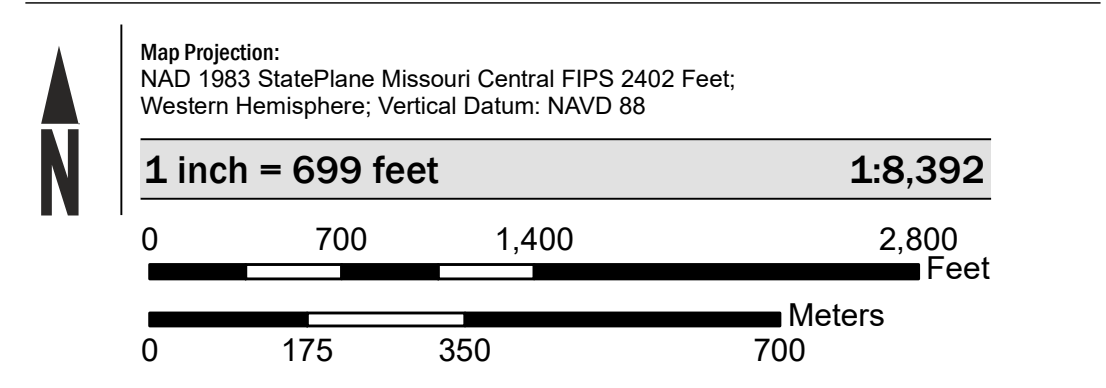 Map Projection:
NAD 1983 StatePlane Missouri Central FIPS 2402 Feet;
Western Hemisphere; Vertical Datum: NAVD 88
N
1 inch = 699 feet 1:8,392
0 700 1,400 2,800
Feet
Meters
0 175 350 700